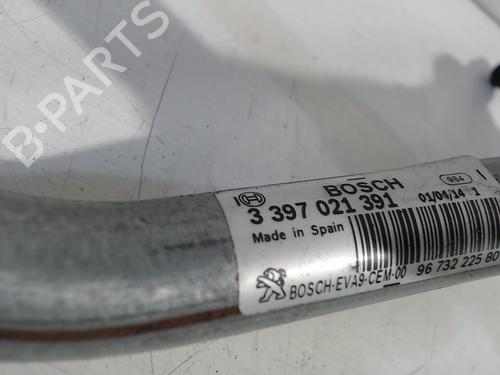 B-PARTS
BOSCH
984
3 397 021 391
01/04/14 1
Made in Spain
BOSCH-EVA9-CEM-00
96 732 225 80